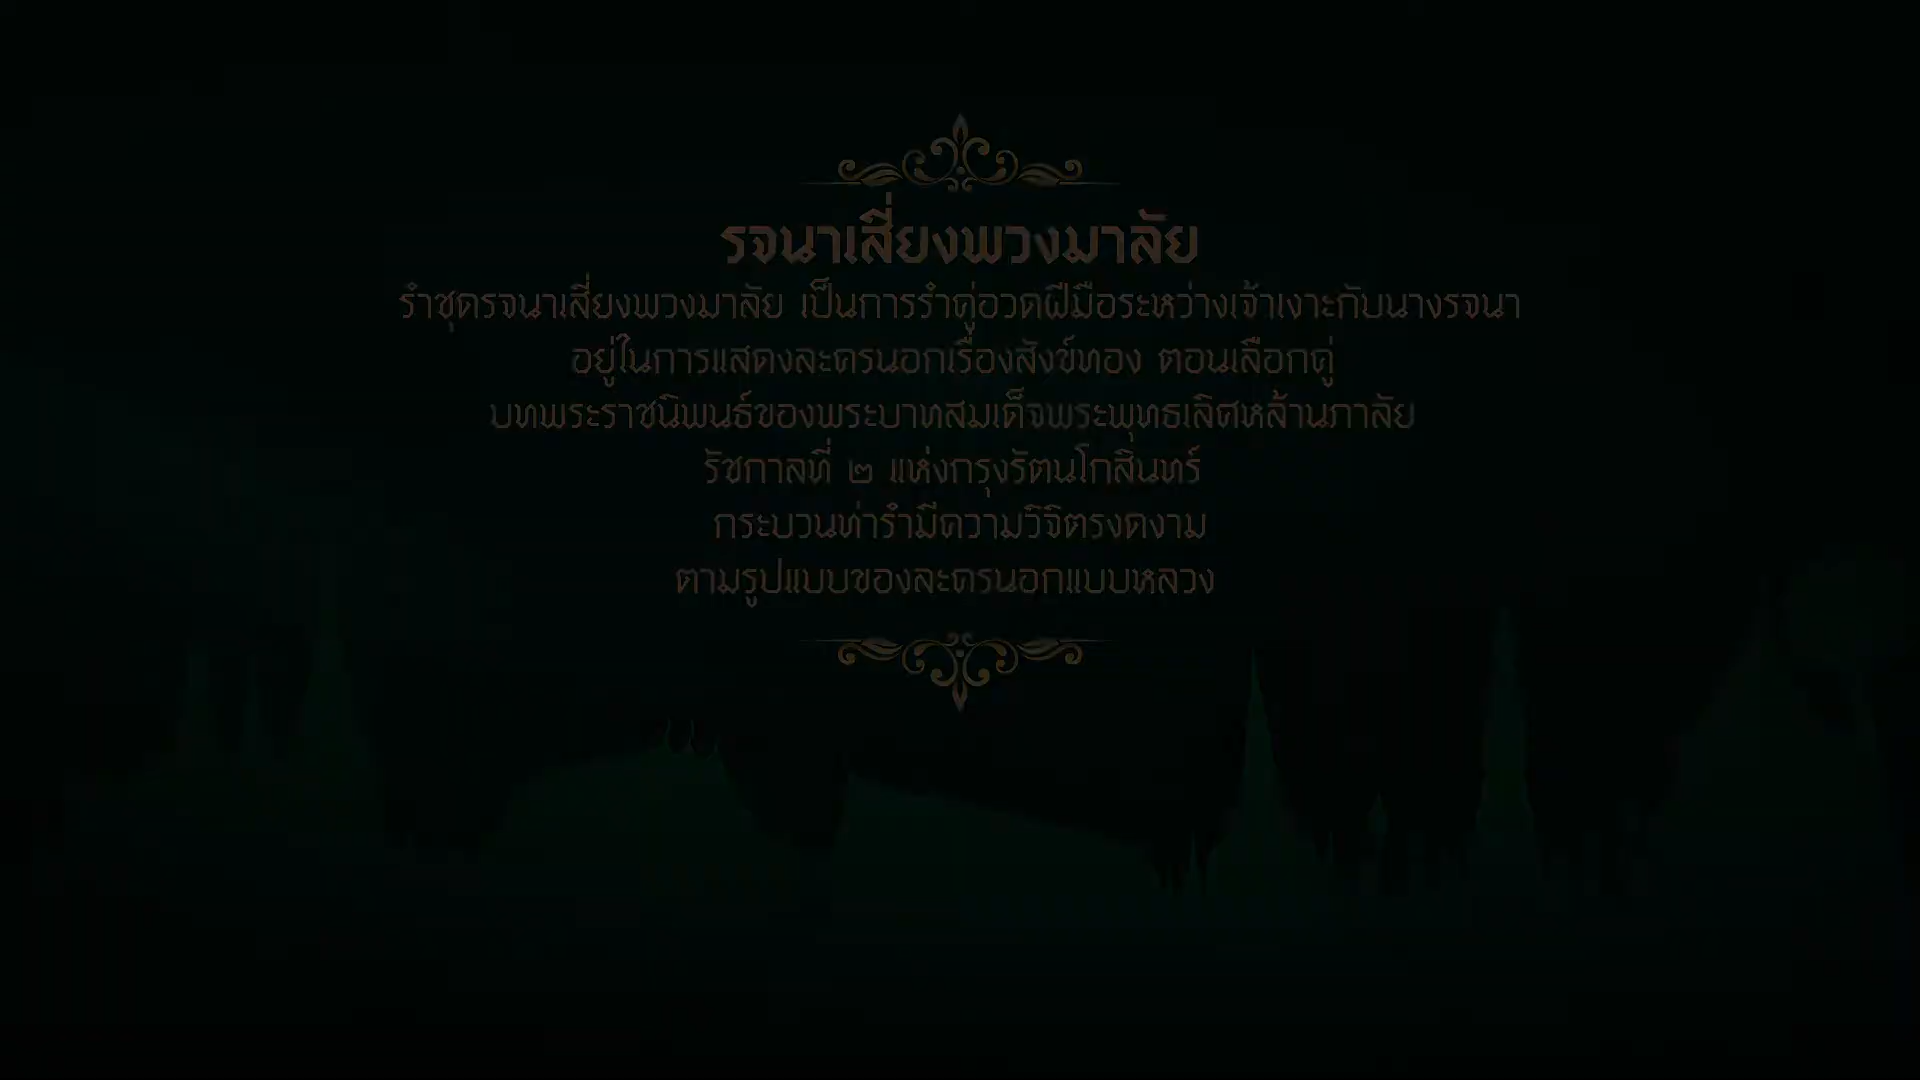 รจนาเสี่ยงพวงมาลัย
รำชุดรจนาเสี่ยงพวงมาลัย เป็นการรำคู่อวดฝีมือระหว่างเจ้าเงาะกับนางรจนา
อยู่ในการแสดงละครนอกเรื่องสังข์ทอง ตอนเลือกคู่
บทพระราชนิพนธ์ของพระบาทสมเด็จพระพุทธเลิศหล้านภาลัย
รัชกาลที่ ๒ แห่งกรุงรัตนโกสินทร์
กระบวนท่ารำมีความวิจิตรงดงาม
ตามรูปแบบของละครนอกแบบหลวง